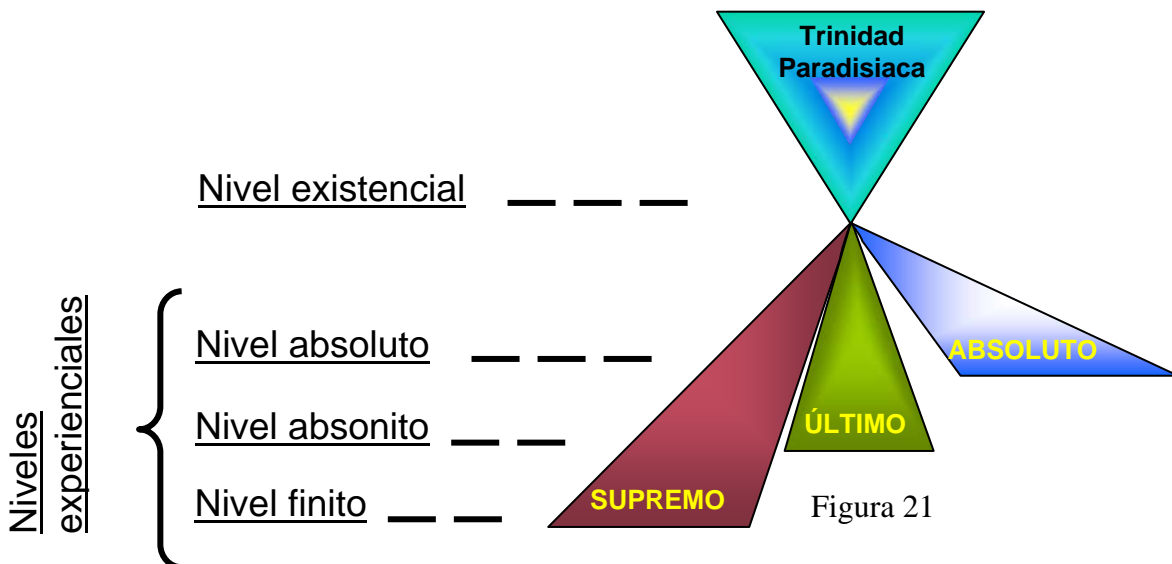 Trinidad
Paradisiaca
Nivel existencial
Niveles
experienciales
Nivel absoluto
ABSOLUTO
Nivel absonito
ÚLTIMO
Nivel finito
SUPREMO
Figura 21